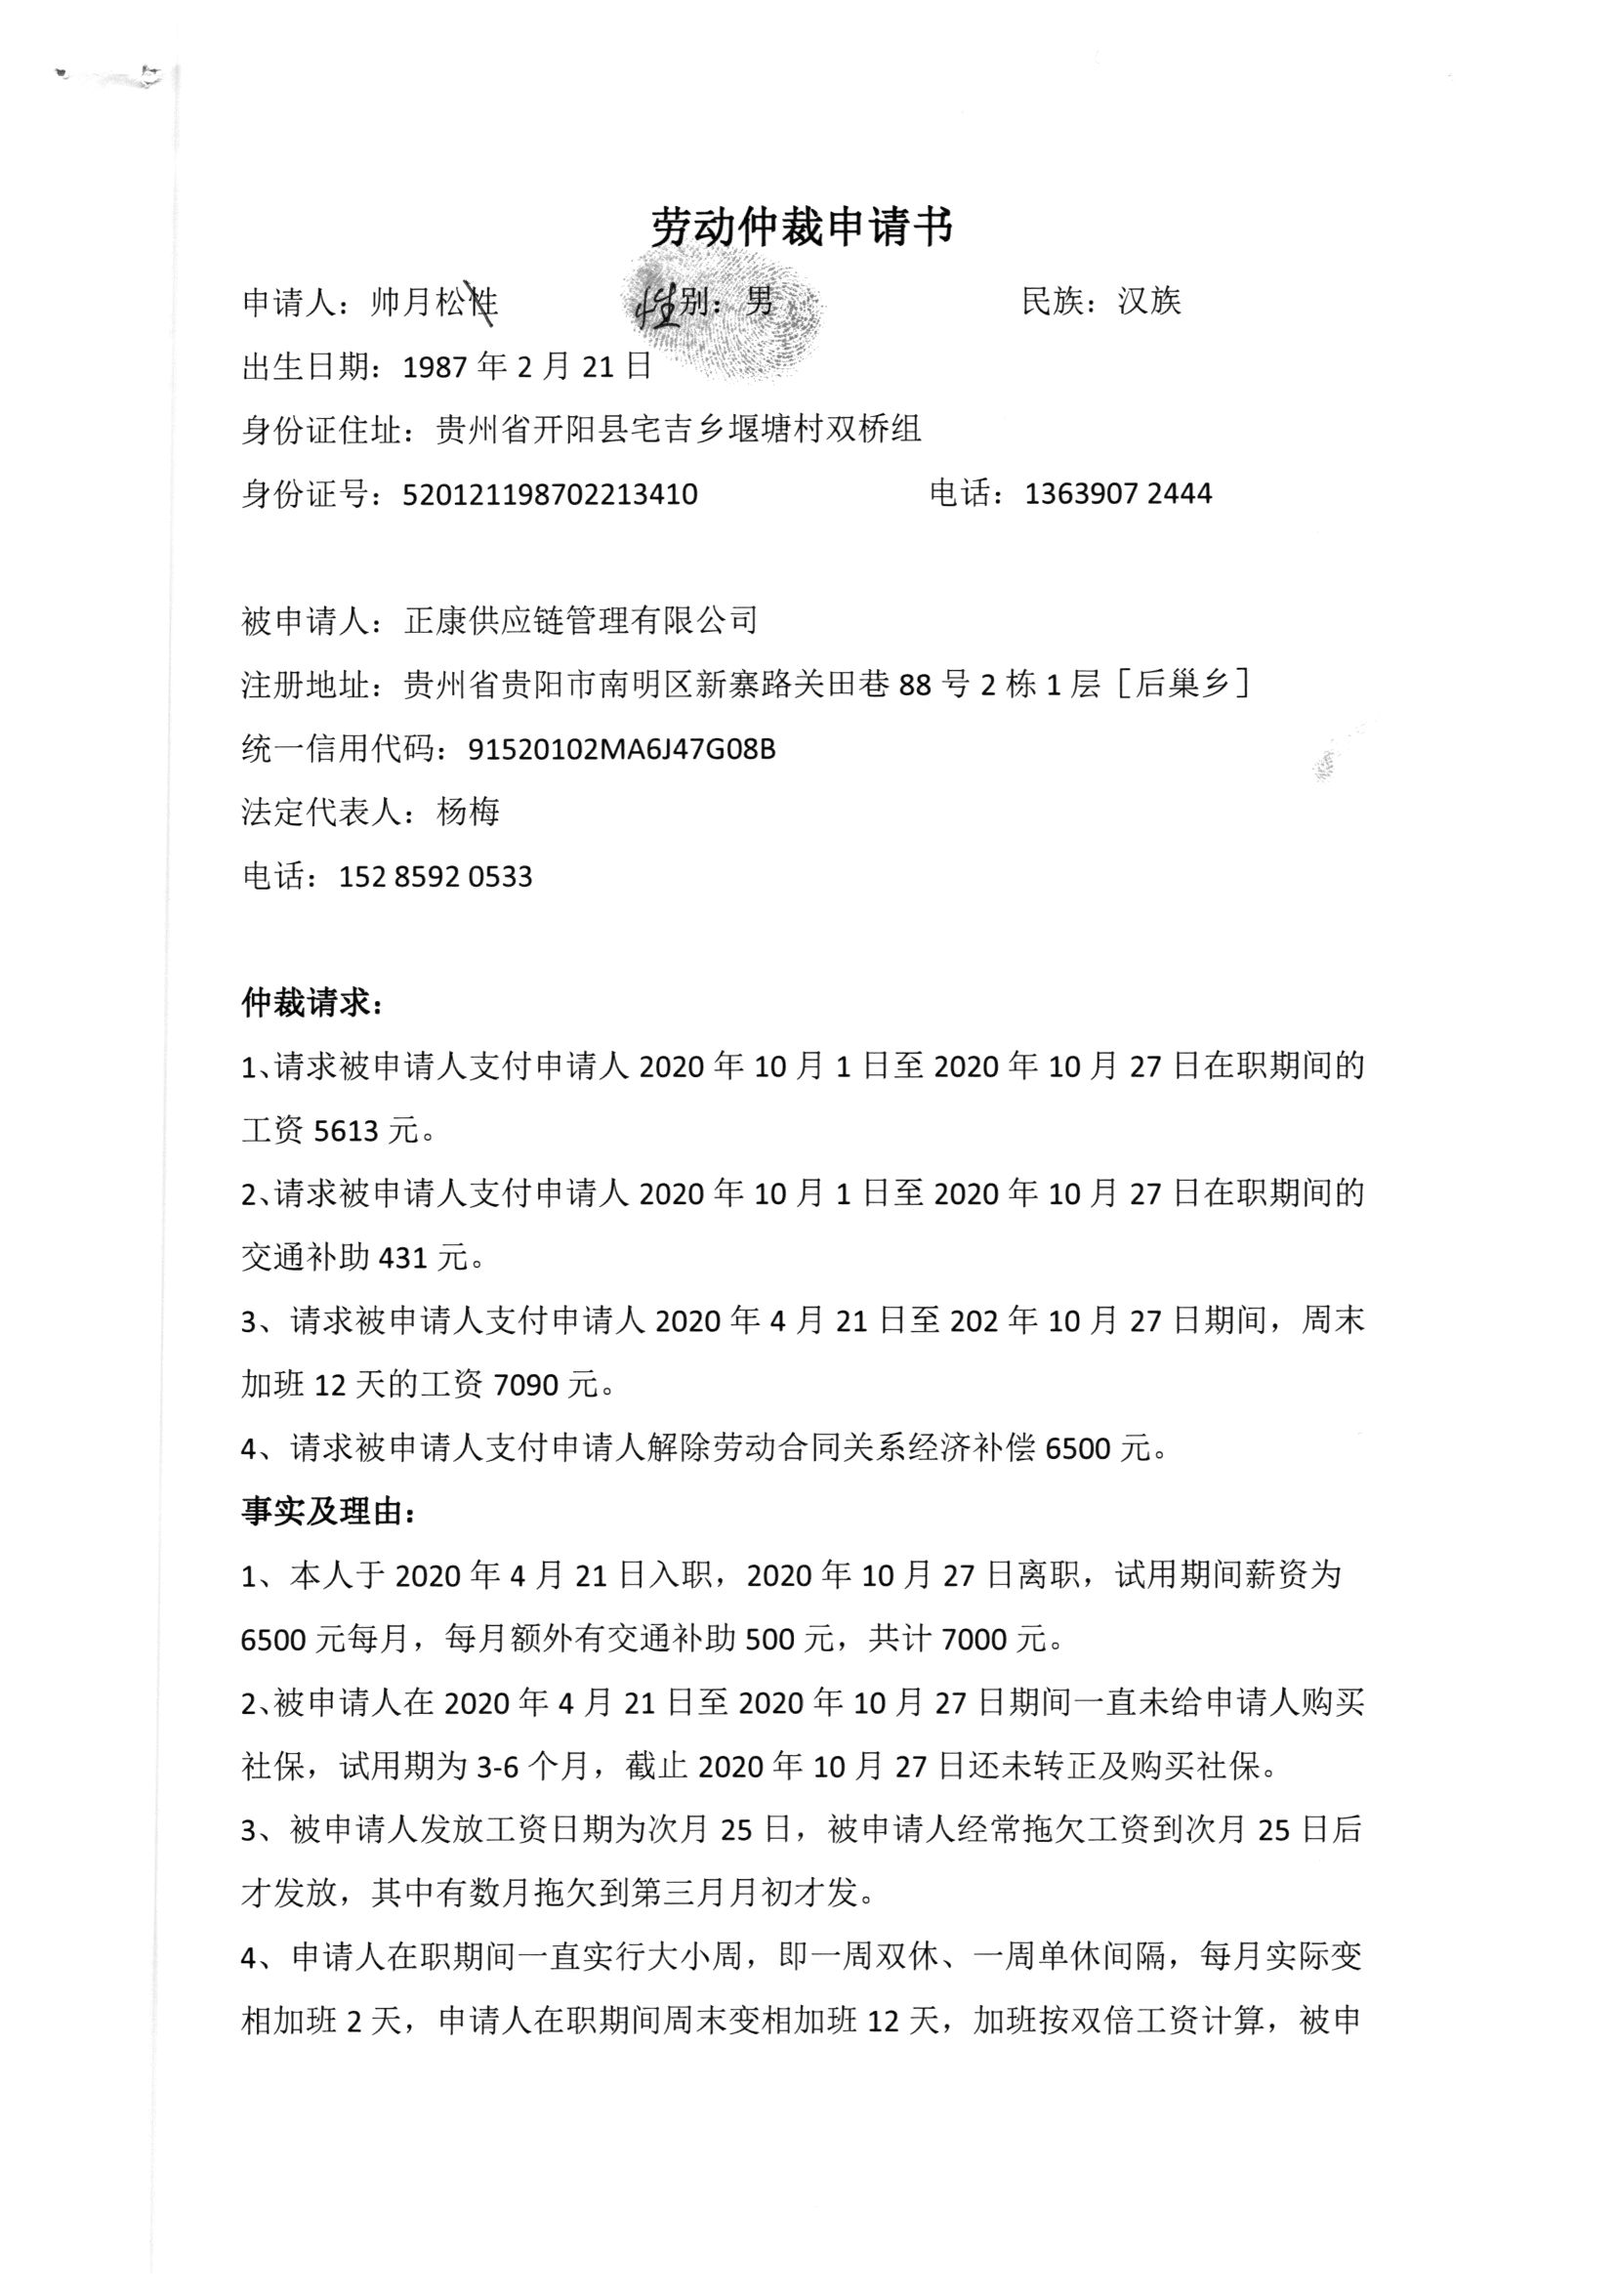 劳动仲裁申请书
申请人：帅月松性 性别：男 民族：汉族
出生日期：1987 年 2 月 21 日
身份证住址：贵州省开阳县宅吉乡堰塘村双桥组
身份证号：520121198702213410 电话：1363907 2444
被申请人：正康供应链管理有限公司
注册地址：贵州省贵阳市南明区新寨路关田巷 88 号 2 栋 1 层［后巢乡］
统一信用代码：91520102MA6J47G08B
法定代表人：杨梅
电话：152 8592 0533
仲裁请求：
1、请求被申请人支付申请人 2020 年 10 月 1 日至 2020 年 10 月 27 日在职期间的
工资 5613 元。
2、请求被申请人支付申请人 2020 年 10 月 1 日至 2020 年 10 月 27 日在职期间的
交通补助 431 元。
3、请求被申请人支付申请人 2020 年 4 月 21 日至 202 年 10 月 27 日期间，周末
加班 12 天的工资 7090 元。
4、请求被申请人支付申请人解除劳动合同关系经济补偿 6500 元。
事实及理由：
1、本人于 2020 年 4 月 21 日入职，2020 年 10 月 27 日离职，试用期间薪资为
6500 元每月，每月额外有交通补助 500 元，共计 7000 元。
2、被申请人在 2020 年 4 月 21 日至 2020 年 10 月 27 日期间一直未给申请人购买
社保，试用期为 3-6 个月，截止 2020 年 10 月 27 日还未转正及购买社保。
3、被申请人发放工资日期为次月 25 日，被申请人经常拖欠工资到次月 25 日后
才发放，其中有数月拖欠到第三月月初才发。
4、申请人在职期间一直实行大小周，即一周双休、一周单休间隔，每月实际变
相加班 2 天，申请人在职期间周末变相加班 12 天，加班按双倍工资计算，被申